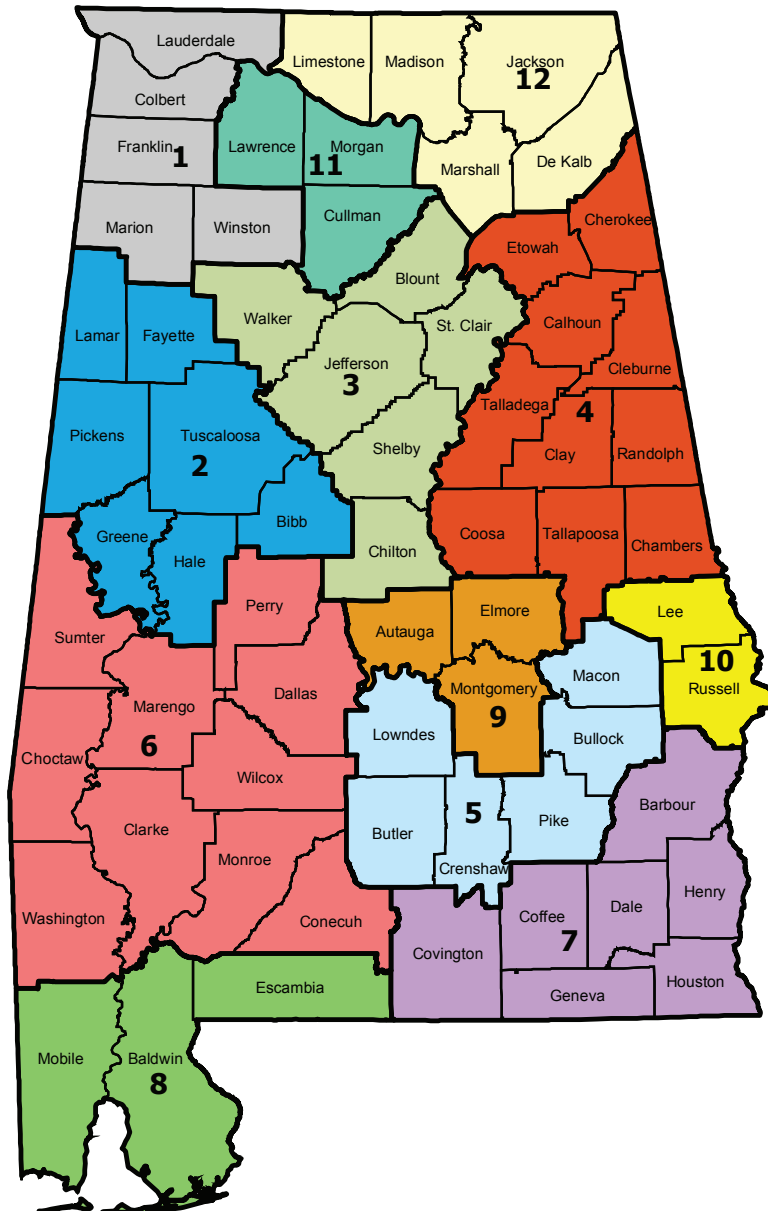 Lauderdale
Limestone
Madison
Jackson
12
Colbert
Franklin
1
Lawrence
Morgan
11
Marshall
De Kalb
Marion
Winston
Cullman
Cherokee
Etowah
Blount
Lamar
Fayette
Walker
St. Clair
Calhoun
Jefferson
3
Cleburne
Talladega
4
Pickens
Tuscaloosa
2
Shelby
Clay
Randolph
Greene
Bibb
Hale
Chilton
Coosa
Tallapoosa
Chambers
Perry
Autauga
Elmore
Lee
Sumter
10
Dallas
Montgomery
9
Macon
Russell
Marengo
6
Lowndes
Bullock
Choctaw
Wilcox
Clarke
Butler
5
Pike
Barbour
Monroe
Crenshaw
Washington
Conecuh
Coffee
7
Dale
Henry
Covington
Escambia
Geneva
Houston
Mobile
Baldwin
8